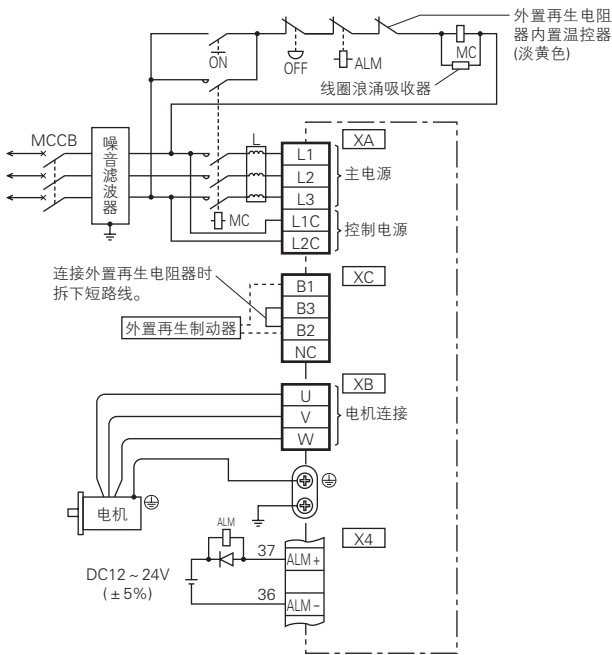 外置再生电阻
器内置温控器
(淡黄色)
ON
OFF
ALM
MC
线圈浪涌吸收器
MCCB
噪音滤波器
L
MC
XA
L1
L2
L3
L1C
L2C
主电源
控制电源
连接外置再生电阻器时
拆下短路线。
外置再生制动器
XC
B1
B3
B2
NC
XB
U
V
W
电机连接
电机
ALM
DC12~24V
(±5%)
37
36
X4
ALM+
ALM-